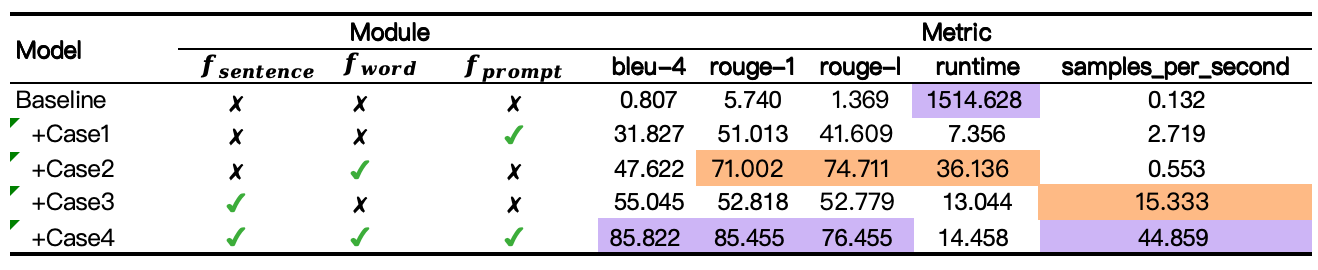 Model Module Metric
f sentence f word f prompt bleu-4 rouge-1 rouge-l runtime samples_per_second
Baseline ✗ ✗ ✗ 0.807 5.740 1.369 1514.628 0.132
+Case1 ✗ ✗ ✓ 31.827 51.013 41.609 7.356 2.719
+Case2 ✗ ✓ ✗ 47.622 71.002 74.711 36.136 0.553
+Case3 ✓ ✗ ✗ 55.045 52.818 52.779 13.044 15.333
+Case4 ✓ ✓ ✓ 85.822 85.455 76.455 14.458 44.859